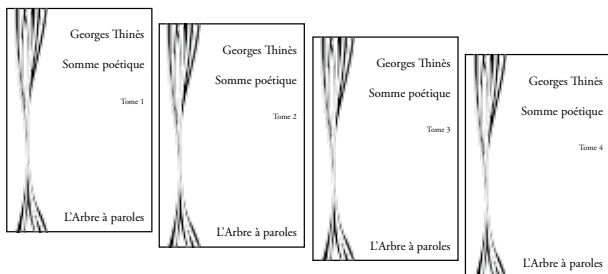 Georges Thinès
Somme poétique
Tome 1
L'Arbre à paroles
Georges Thinès
Somme poétique
Tome 2
L'Arbre à paroles
Georges Thinès
Somme poétique
Tome 3
L'Arbre à paroles
Georges Thinès
Somme poétique
Tome 4
L'Arbre à paroles